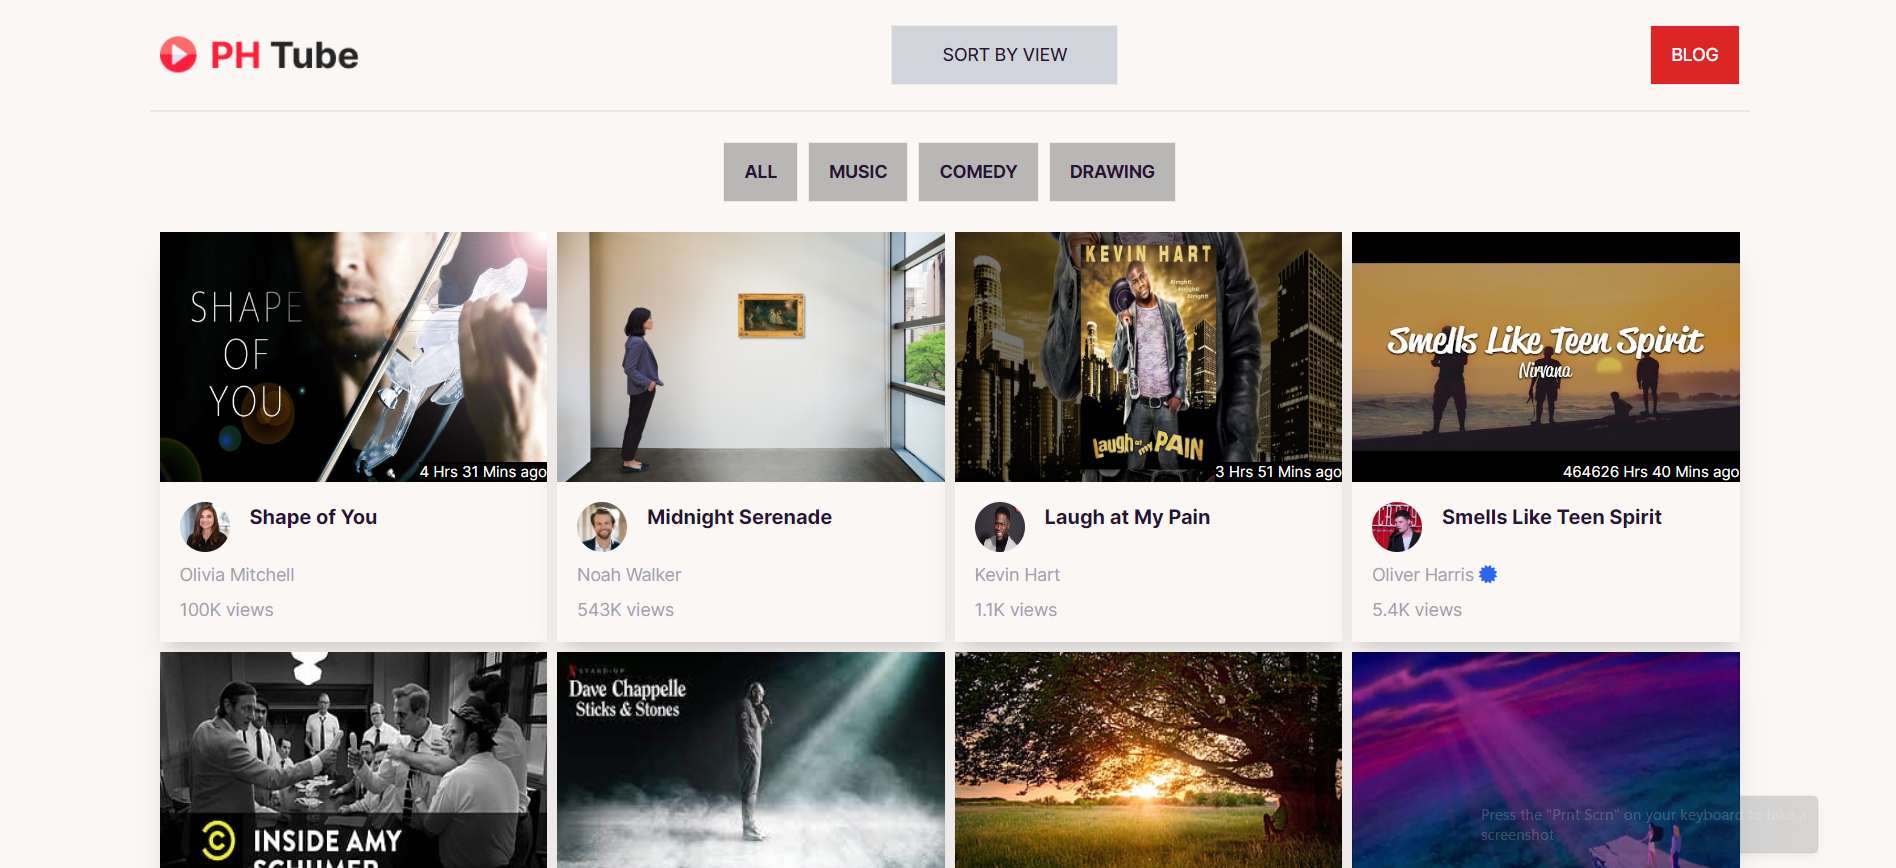 PH Tube
SORT BY VIEW
BLOG
ALL
MUSIC
COMEDY
DRAWING
SHAPE
OF
YOU
4 Hrs 31 Mins ago
KEVIN HART
Laugh at my PAIN
3 Hrs 51 Mins ago
Smells Like Teen Spirit
Nirvana
464626 Hrs 40 Mins ago
Shape of You
Olivia Mitchell
100K views
Midnight Serenade
Noah Walker
543K views
Laugh at My Pain
Kevin Hart
1.1K views
Smells Like Teen Spirit
Oliver Harris
5.4K views
INSIDE AMY
SCHUMER
N STAND-UP
Dave Chappelle
Sticks & Stones
Press the "Prnt Scrn" on your keyboard to take a
screenshot